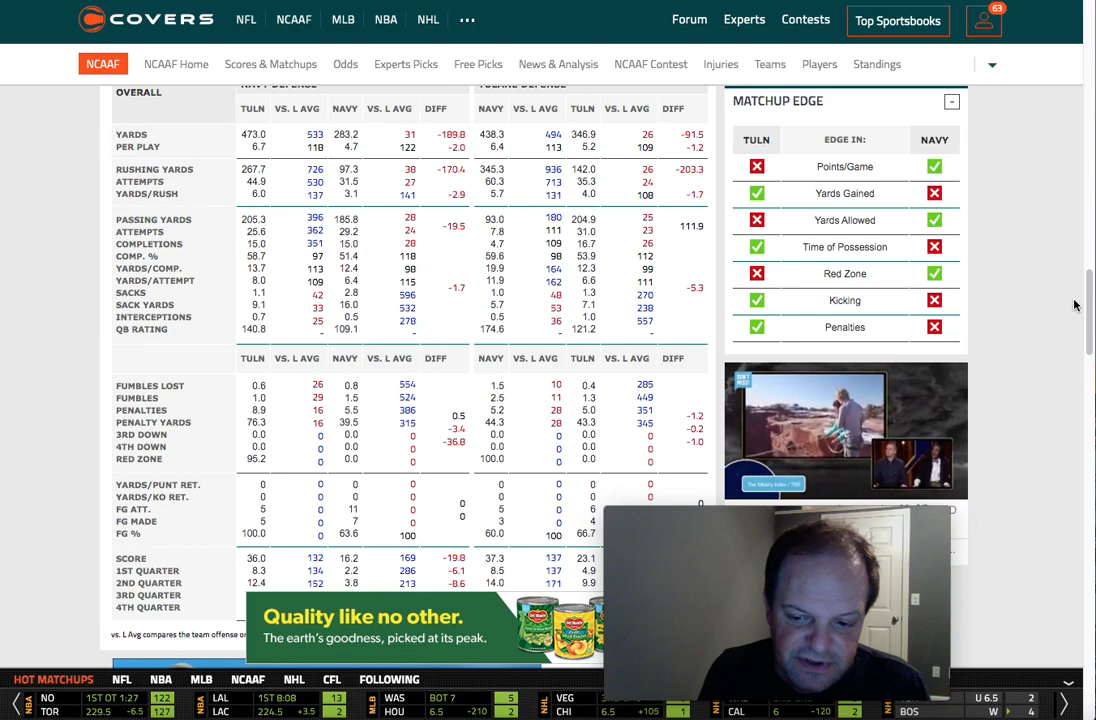 COVERS NFL NCAAF MLB NBA NHL ... Forum Experts Contests Top Sportsbooks 63
NCAAF NCAAF Home Scores & Matchups Odds Experts Picks Free Picks News & Analysis NCAAF Contest Injuries Teams Players Standings
OVERALL
TULN VS. L AVG NAVY VS. L AVG DIFF NAVY VS. L AVG TULN VS. L AVG DIFF
YARDS 473.0 533 283.2 31 -189.8 438.3 494 346.9 26 -91.5
PER PLAY 6.7 118 4.7 122 -2.0 6.4 113 5.2 109 -1.2
RUSHING YARDS 267.7 726 97.3 38 -170.4 345.3 936 142.0 26 -203.3
ATTEMPTS 44.9 530 31.5 27 60.3 713 35.3 24
YARDS/RUSH 6.0 137 3.1 141 -2.9 5.7 131 4.0 108 -1.7
PASSING YARDS 205.3 396 185.8 28 -19.5 93.0 180 204.9 25 111.9
ATTEMPTS 25.6 362 29.2 24 7.8 111 31.0 23
COMPLETIONS 15.0 351 15.0 28 4.7 109 16.7 26
COMP. % 58.7 97 51.4 118 59.6 98 53.9 112
YARDS/COMP. 13.7 113 12.4 98 19.9 164 12.3 99
YARDS/ATTEMPT 8.0 109 6.4 115 -1.7 11.9 162 6.6 111 -5.3
SACKS 1.1 42 2.8 596 1.0 48 1.3 270
SACK YARDS 9.1 33 16.0 532 5.7 53 7.1 238
INTERCEPTIONS 0.7 25 0.5 278 0.5 36 1.0 557
QB RATING 140.8 - 109.1 - 174.6 - 121.2 -
TULN VS. L AVG NAVY VS. L AVG DIFF NAVY VS. L AVG TULN VS. L AVG DIFF
FUMBLES LOST 0.6 26 0.8 554 1.5 10 0.4 285
FUMBLES 1.0 29 1.5 524 2.5 11 1.3 449
PENALTIES 8.9 16 5.5 386 0.5 5.2 28 5.0 351 -1.2
PENALTY YARDS 76.3 16 39.5 315 -3.4 44.3 28 43.3 345 -0.2
3RD DOWN 0.0 0 0.0 0 -36.8 0.0 0 0.0 0 -1.0
4TH DOWN 0.0 0 0.0 0 0.0 0 0.0 0
RED ZONE 95.2 0 0.0 0 100.0 0 0.0 0
YARDS/PUNT RET. 0 0 0 0 0 0 0 0
YARDS/KO RET. 0 0 0 0 0 0 0 0 0 0
FG ATT. 5 0 11 0 0 5 0 6
FG MADE 5 0 7 0 3 0 4
FG % 100.0 0 63.6 100 60.0 100 66.7
SCORE 36.0 132 16.2 169 -19.8 37.3 137 23.1
1ST QUARTER 8.3 134 2.2 286 -6.1 8.5 137 4.9
2ND QUARTER 12.4 152 3.8 213 -8.6 14.0 171 9.9
3RD QUARTER
4TH QUARTER
vs. L Avg compares the team offense
MATCHUP EDGE -
TULN EDGE IN: NAVY
Points/Game
Yards Gained
Yards Allowed
Time of Possession
Red Zone
Kicking
Penalties
Quality like no other.
The earth's goodness, picked at its peak.
HOT MATCHUPS NFL NBA MLB NCAAF NHL CFL FOLLOWING
NBA NO 1ST OT 1:27 122 NBA LAL 1ST 8:08 13 MLB WAS BOT 7 5 NHL VEG U 6.5 2
TOR 229.5 -6.5 127 LAC 224.5 +3.5 2 HOU 6.5 -210 2 CHI 6.5 +105 1 CAL 6 -120 2 BOS W 4